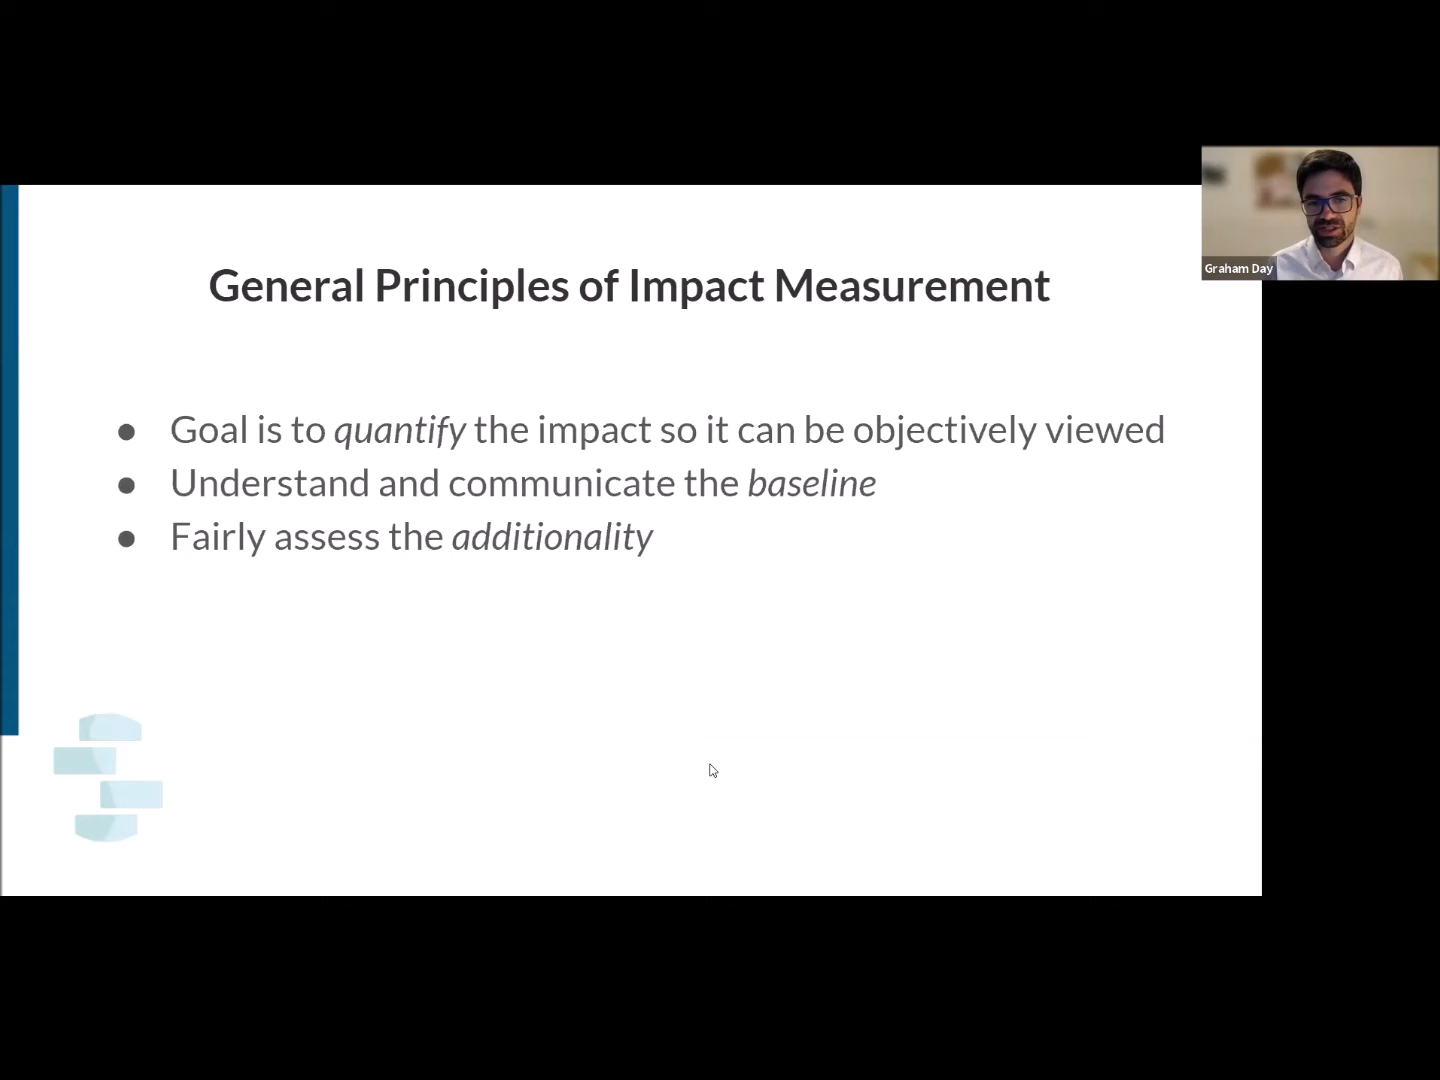 General Principles of Impact Measurement
Graham Day
● Goal is to quantify the impact so it can be objectively viewed
● Understand and communicate the baseline
● Fairly assess the additionality